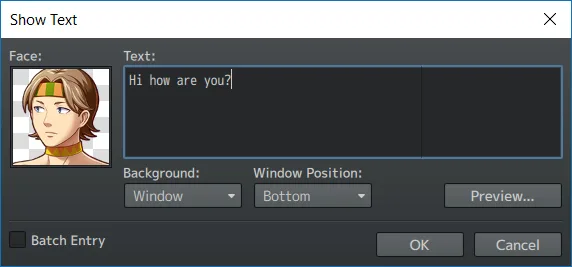 Show Text
Face:
Text:
Hi how are you?
Background:
Window Position:
Window
Bottom
Preview...
Batch Entry
OK
Cancel